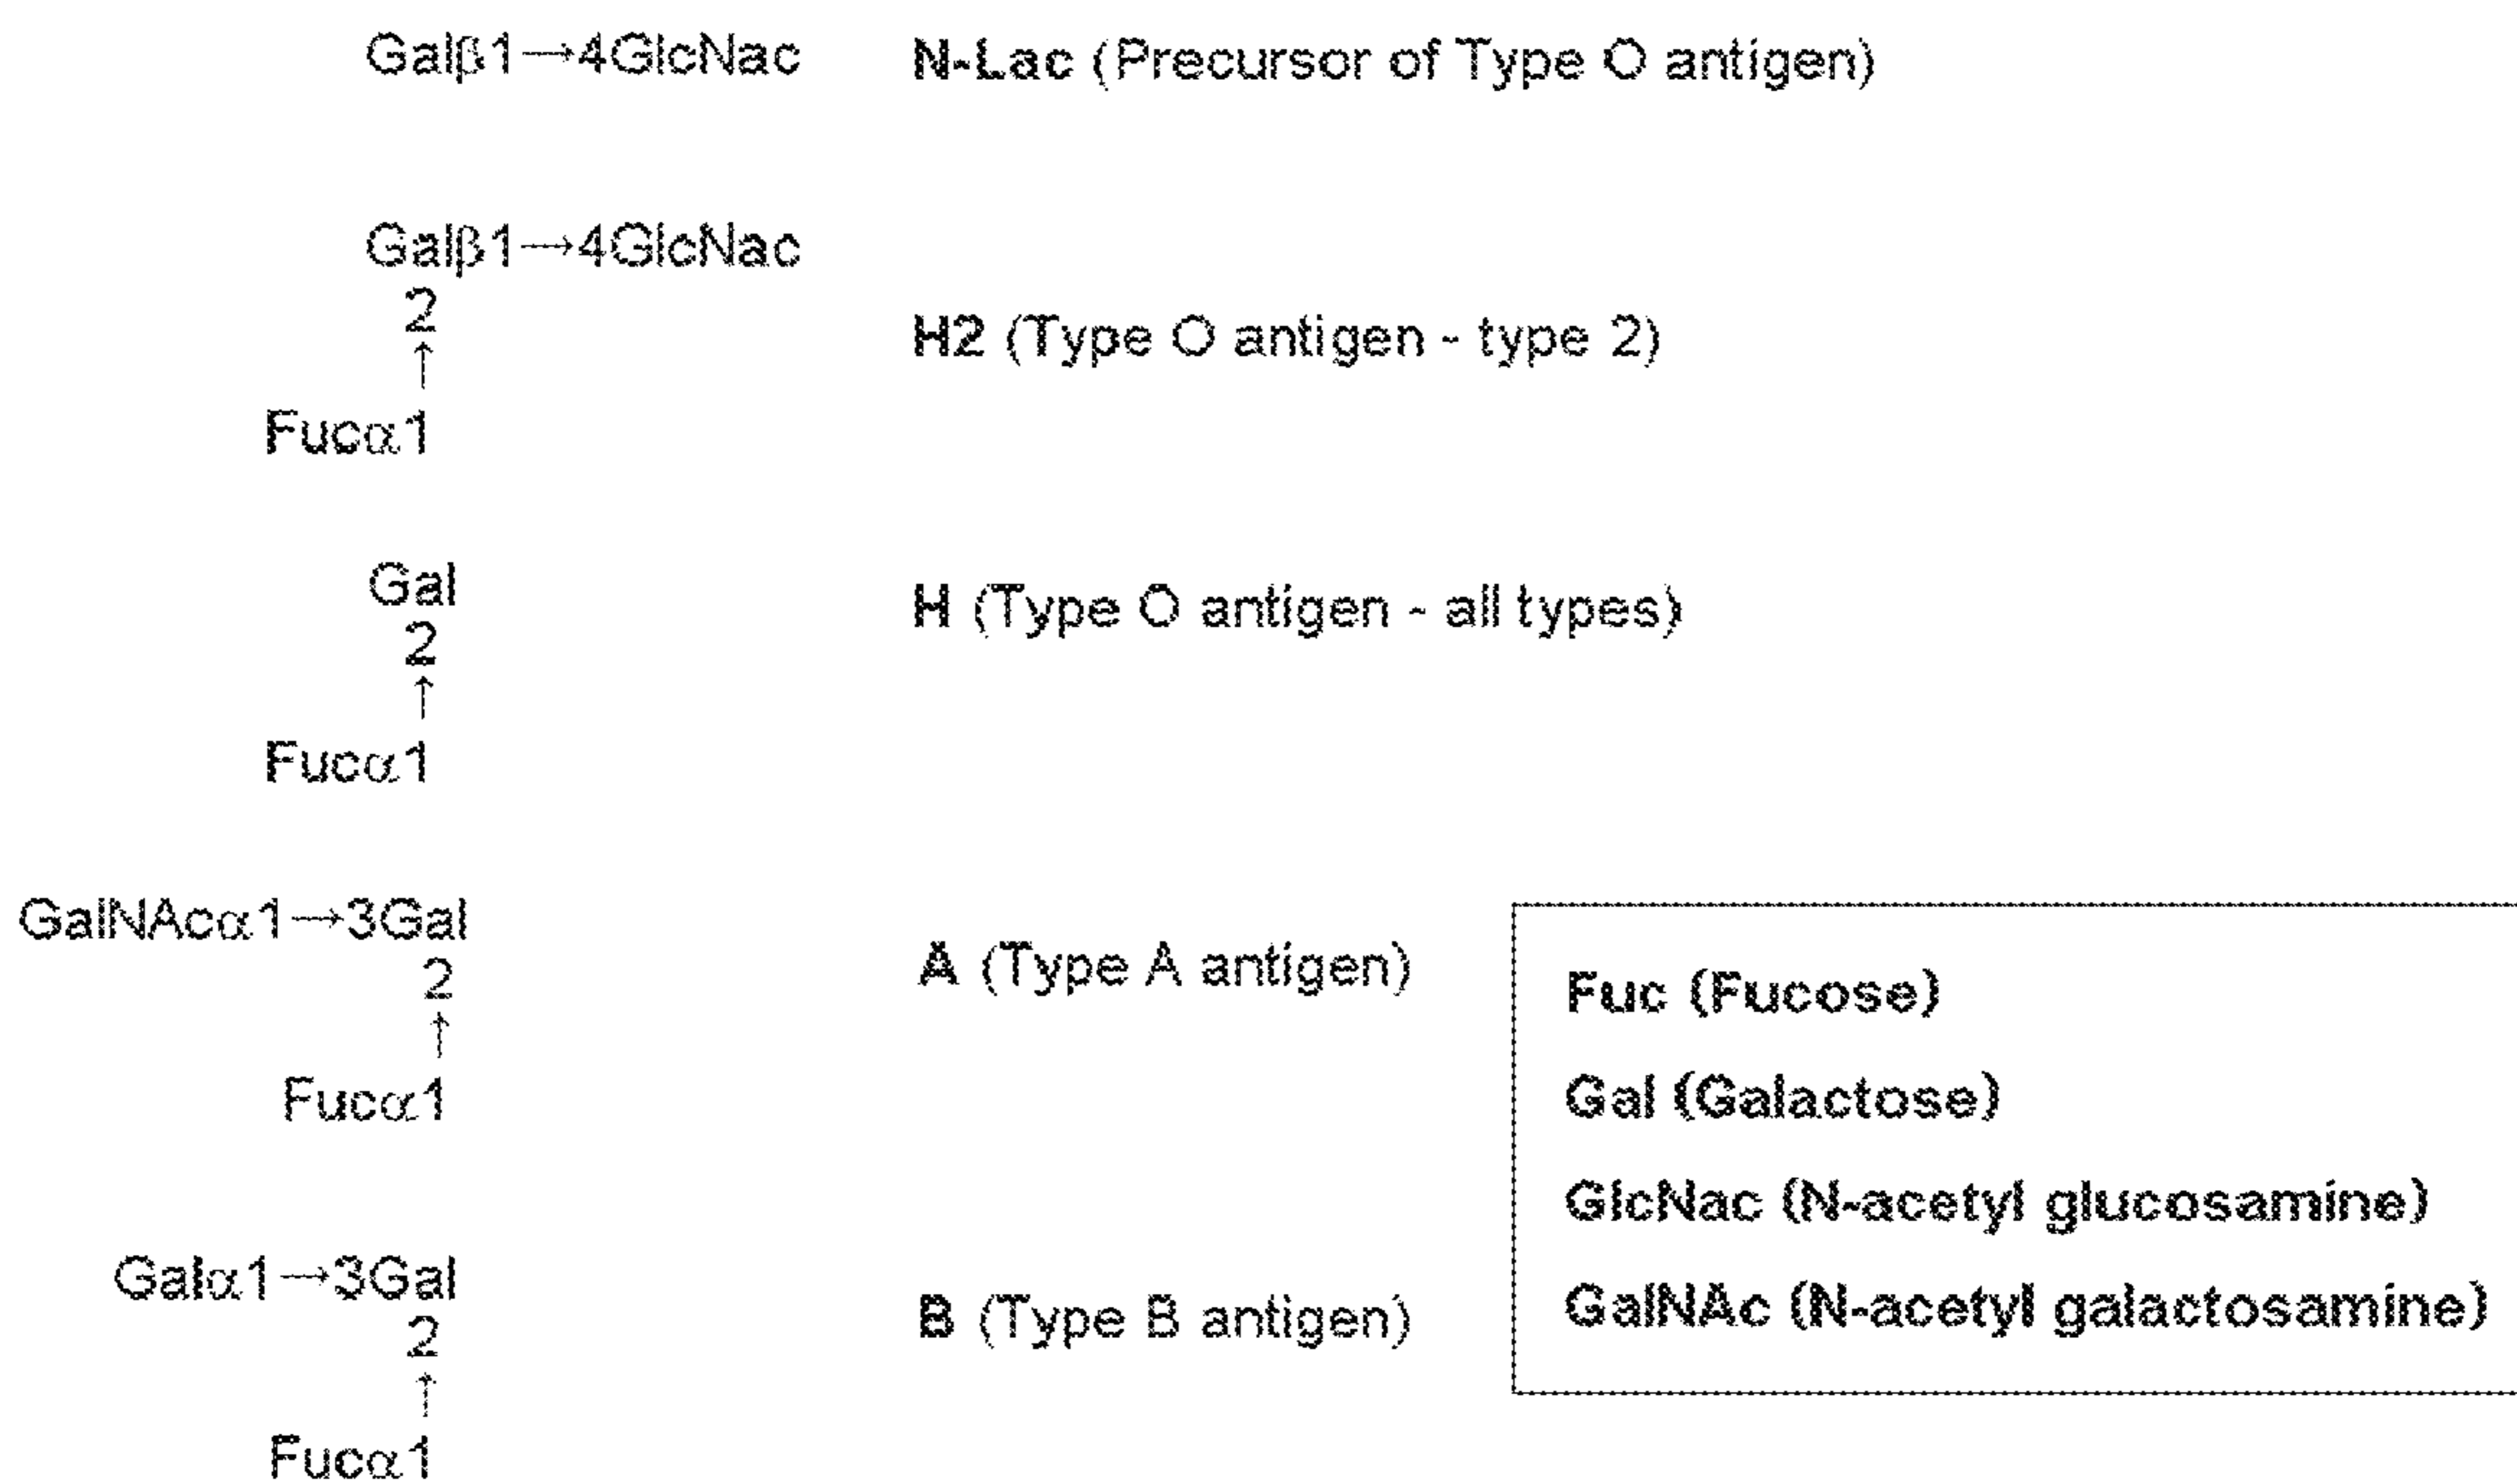 Galβ1→4GlcNac N-Lac (Precursor of Type O antigen)
Galβ1→4GlcNac
2
↑
H2 (Type O antigen - type 2)
Fucα1
Gal
H (Type O antigen - all types)
2
↑
Fucα1
GalNAcα1→3Gal
A (Type A antigen)
2
↑
Fucα1
Galα1→3Gal
B (Type B antigen)
2
↑
Fucα1
Fuc (Fucose)
Gal (Galactose)
GlcNac (N-acetyl glucosamine)
GalNAc (N-acetyl galactosamine)